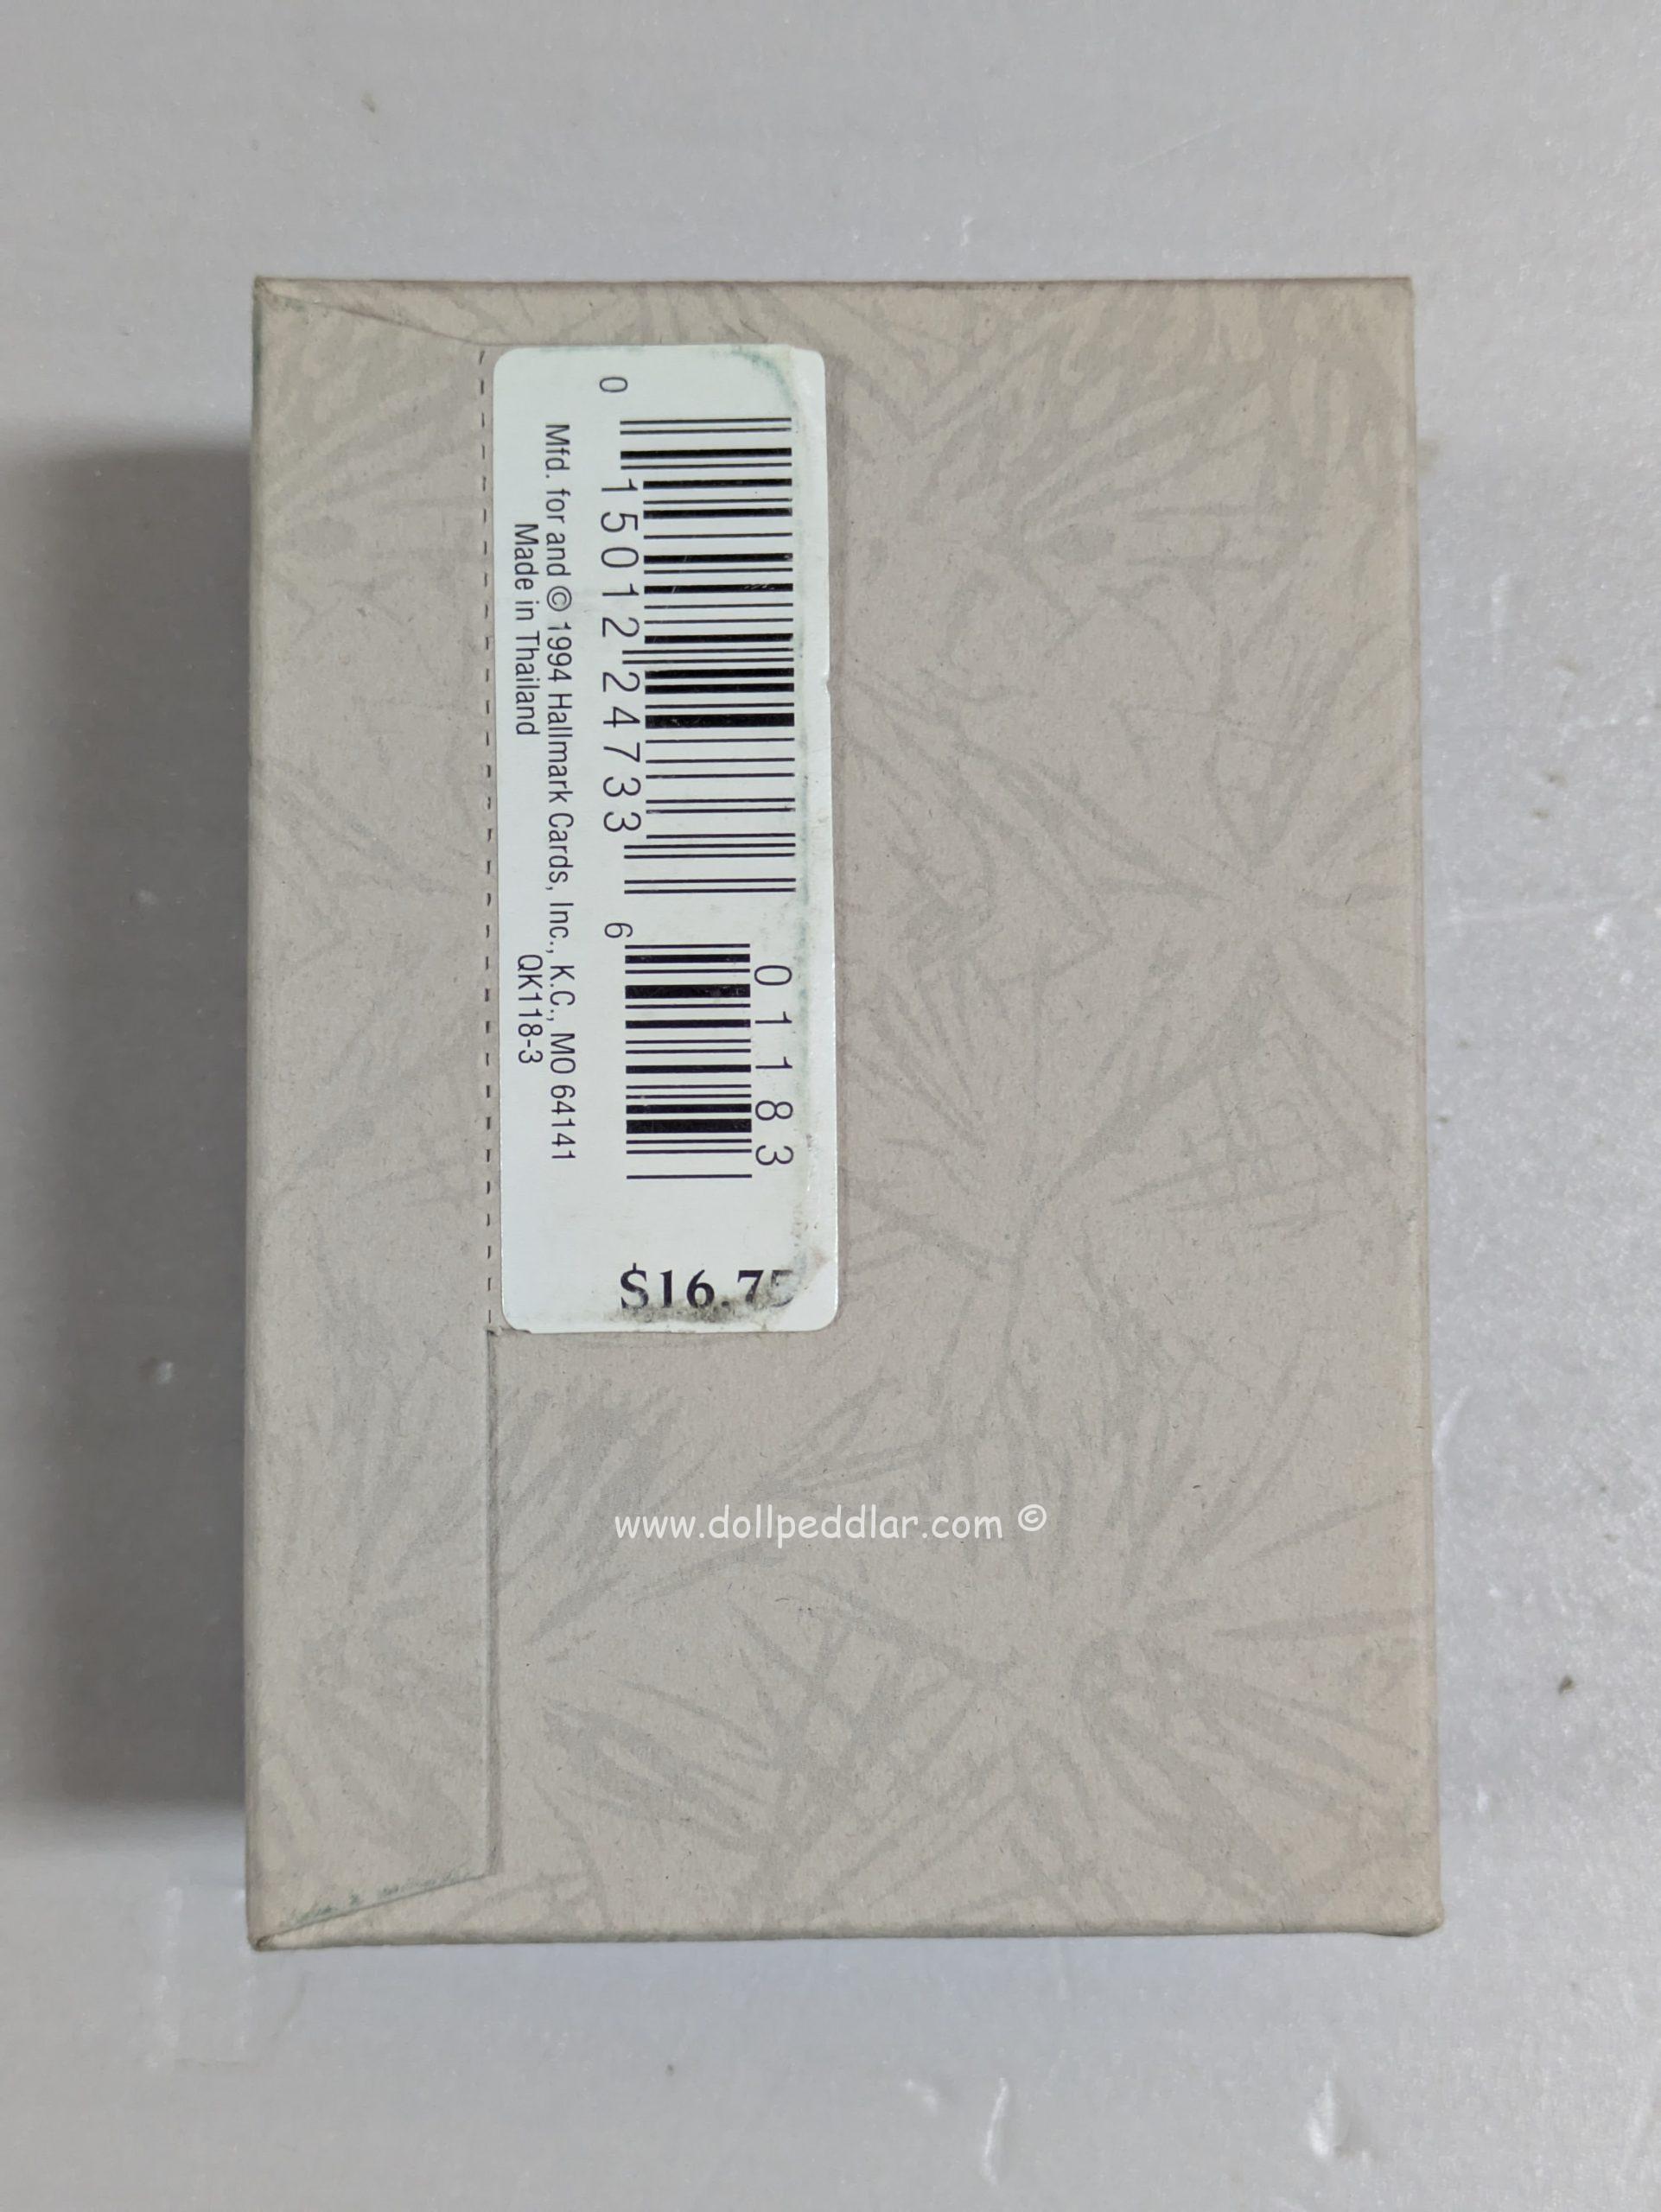 01183
0 15012 24733 6
Mfd. for and © 1994 Hallmark Cards, Inc., K.C., MO 64141
Made in Thailand QK118-3
$16.75
www.dollpeddlar.com ©